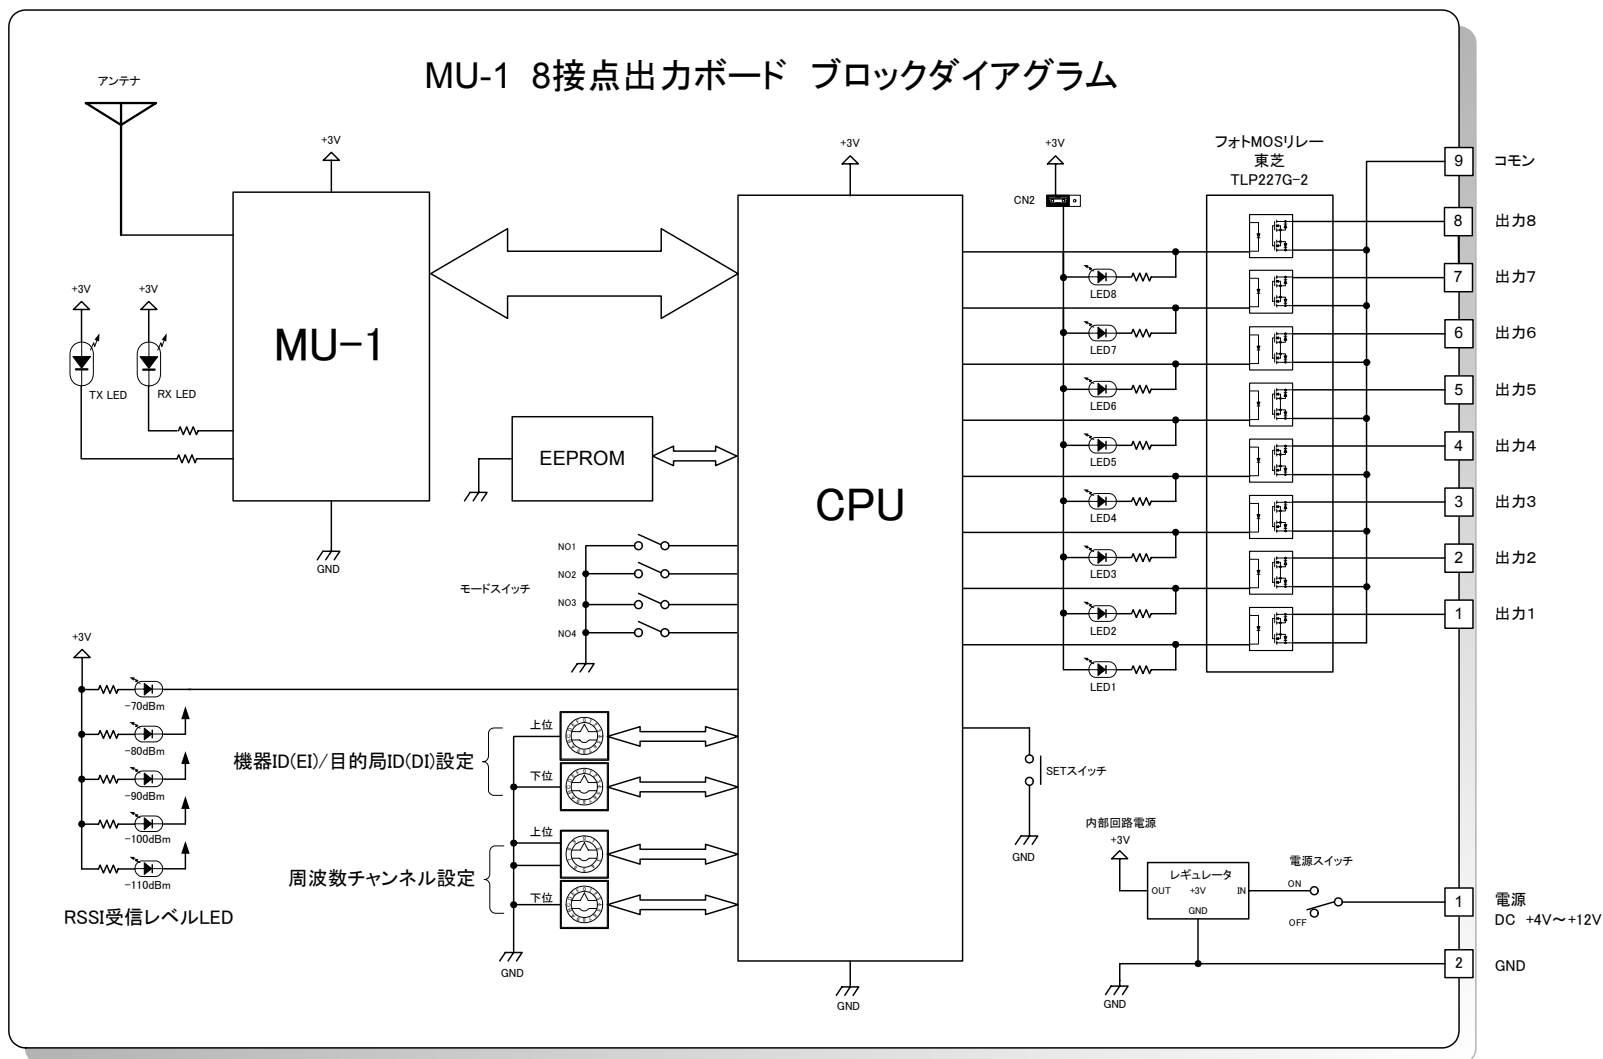 MU-1 8接点出力ボード ブロックダイアグラム
アンテナ
+3V
+3V
+3V
フォトMOSリレー
東芝
TLP227G-2
9 コモン
CN2
8 出力8
LED8
7 出力7
LED7
6 出力6
LED6
5 出力5
LED5
4 出力4
LED4
3 出力3
LED3
2 出力2
LED2
1 出力1
LED1
+3V
+3V
MU-1
TX LED
RX LED
GND
EEPROM
CPU
モードスイッチ
NO1
NO2
NO3
NO4
+3V
-70dBm
-80dBm
-90dBm
-100dBm
-110dBm
RSSI受信レベルLED
機器ID(EI)/目的局ID(DI)設定
上位
下位
周波数チャンネル設定
上位
下位
GND
GND
SETスイッチ
GND
内部回路電源
+3V
レギュレータ
OUT +3V IN
GND
電源スイッチ
ON
OFF
1 電源
DC +4V～+12V
2 GND
GND